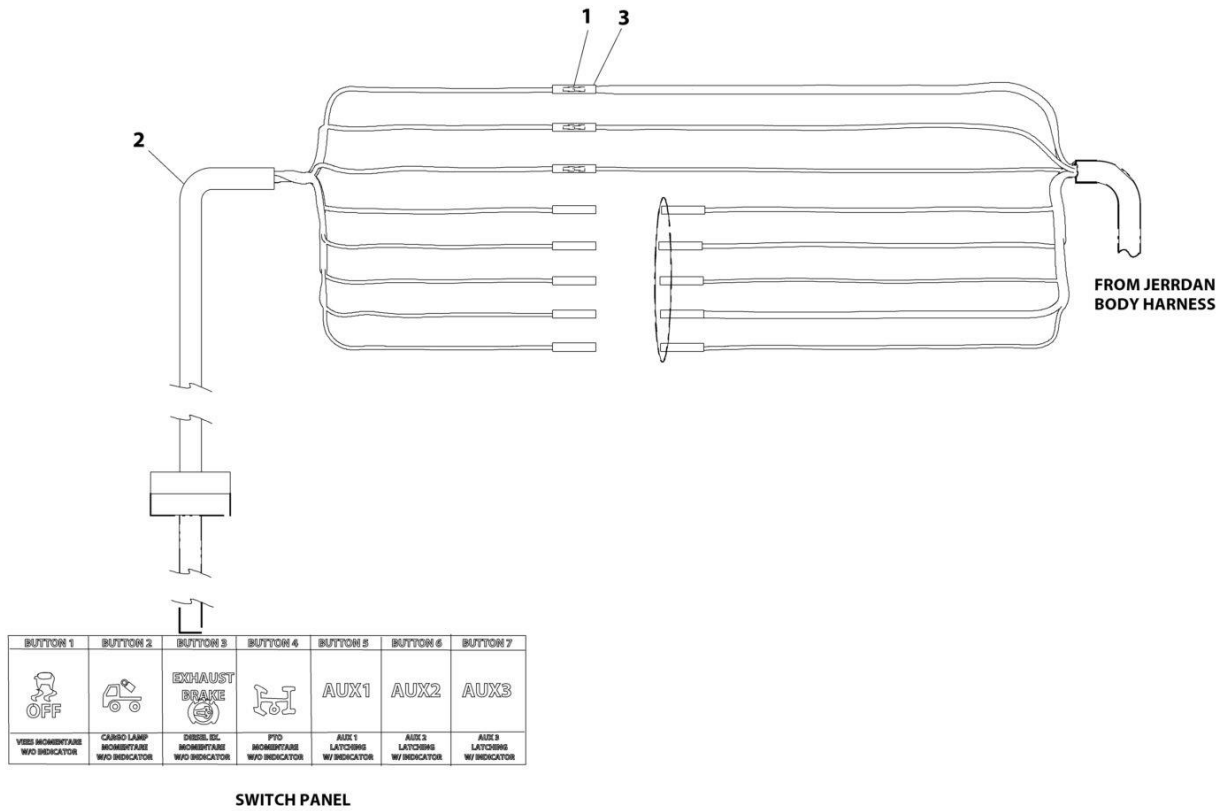 1 3
2
FROM JERRDAN
BODY HARNESS
BUTTON 1 BUTTON 2 BUTTON 3 BUTTON 4 BUTTON 5 BUTTON 6 BUTTON 7
OFF
EXHAUST
BRAKE
AUX1 AUX2 AUX3
MOMENTARE
W/O INDICATOR
CARGO LAMP
MOMENTARE
W/O INDICATOR
DIESEL EX.
MOMENTARE
W/O INDICATOR
PTO
MOMENTARE
W/O INDICATOR
AUX 1
LATCHING
W/ INDICATOR
AUX 2
LATCHING
W/ INDICATOR
AUX 3
LATCHING
W/ INDICATOR
SWITCH PANEL